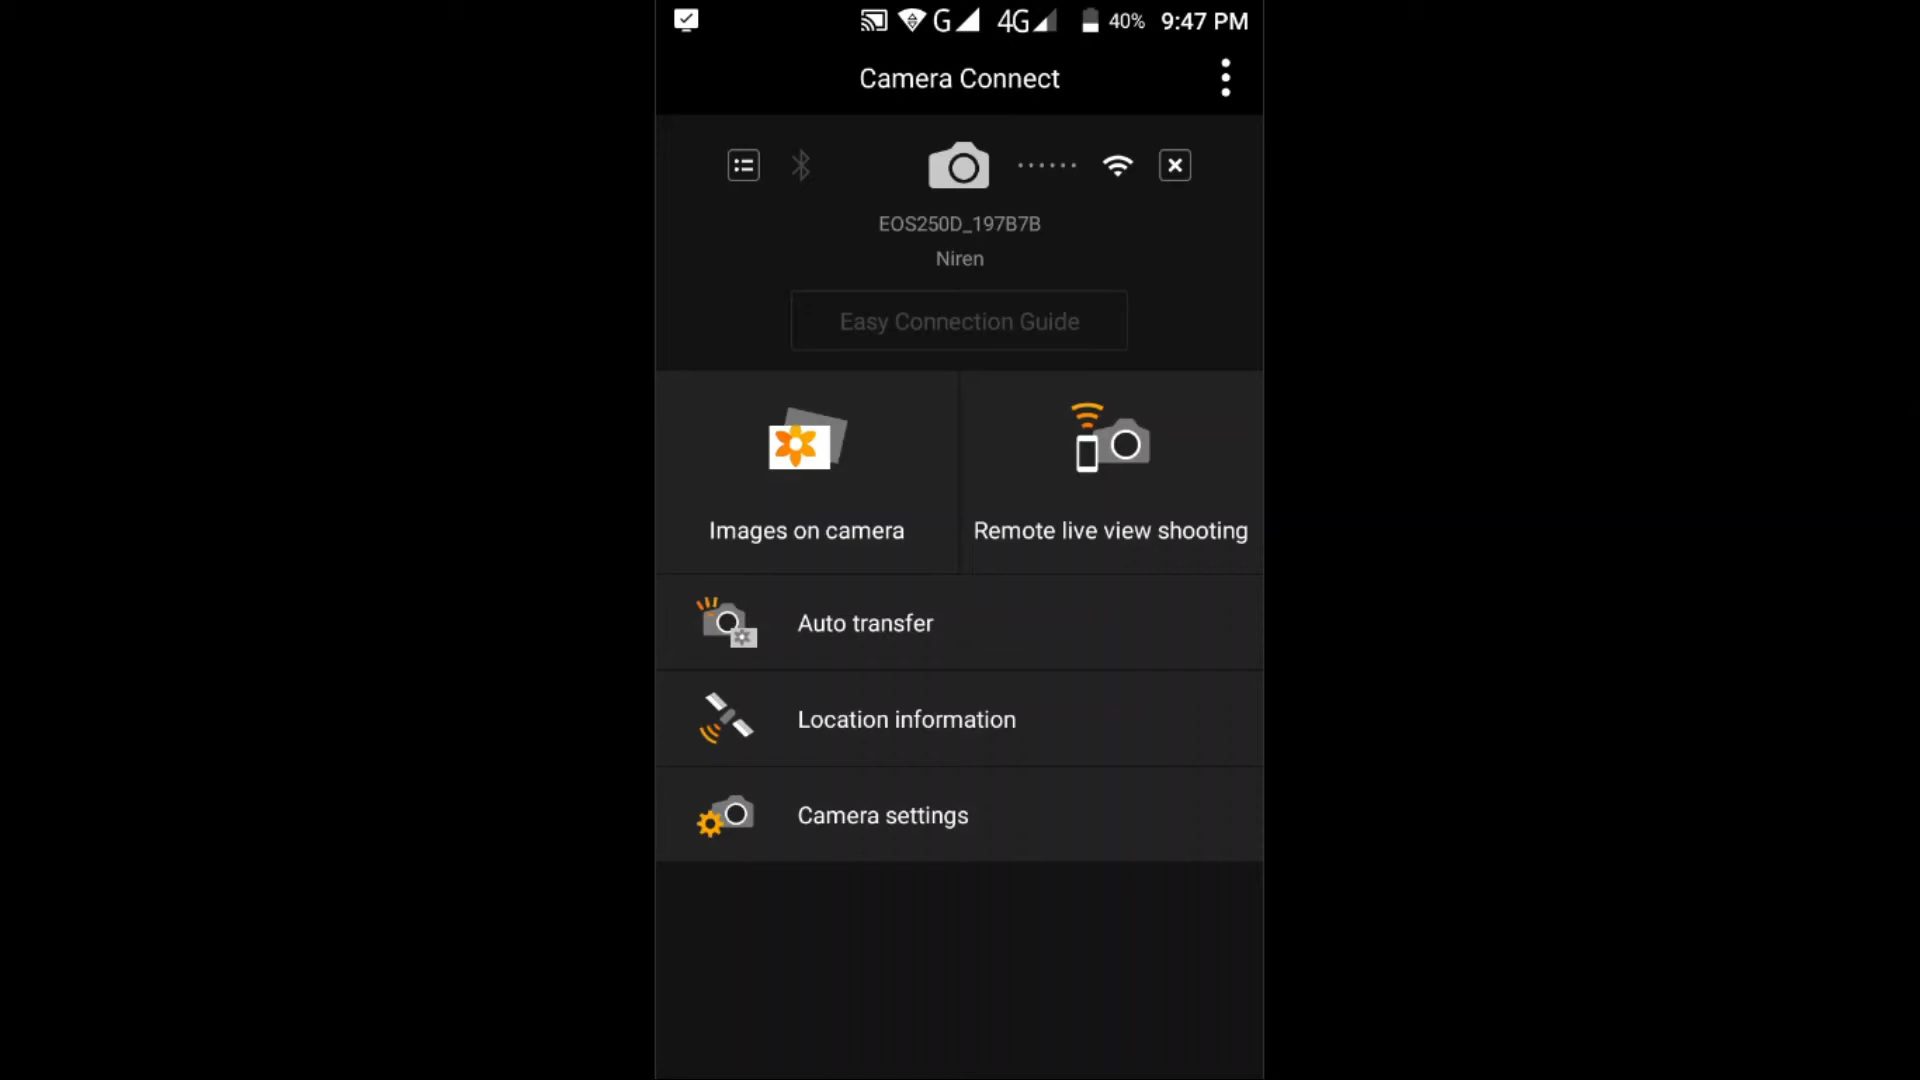 G 4G 40% 9:47 PM
Camera Connect
EOS250D_197B7B
Niren
Easy Connection Guide
Images on camera
Remote live view shooting
Auto transfer
Location information
Camera settings